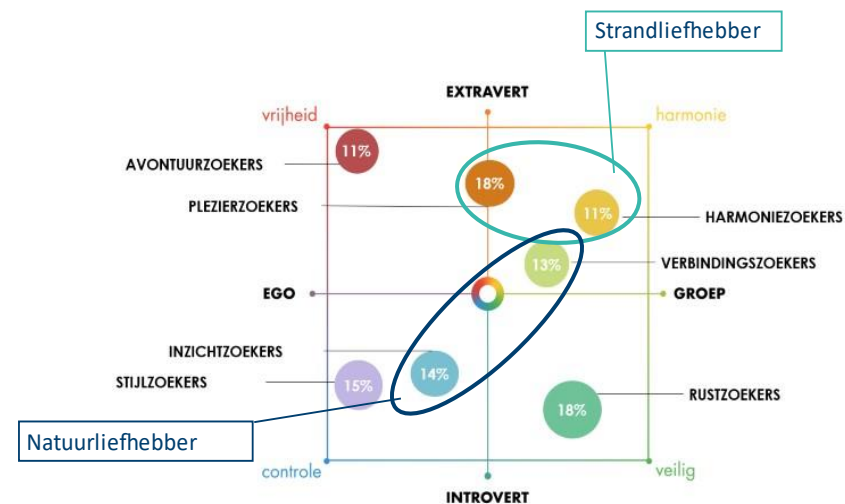 Strandliefhebber
EXTRAVERT
vrijheid
harmonie
11%
AVONTUURZOEKERS
18%
PLEZIERZOEKERS
11%
HARMONIEZOEKERS
13%
VERBINDINGSZOEKERS
EGO
GROEP
INZICHTZOEKERS
14%
STIJLZOEKERS
15%
RUSTZOEKERS
18%
Natuurliefhebber
controle
veilig
INTROVERT